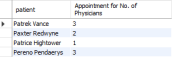 patient Appointment for No. of Physicians
Patrek Vance 3
Paxter Redwyne 2
Patrice Hightower 1
Pereno Pendaerys 3